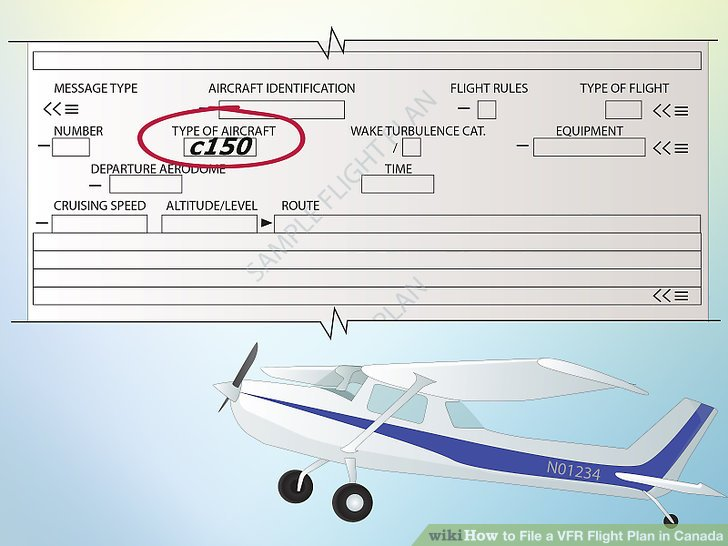 MESSAGE TYPE AIRCRAFT IDENTIFICATION FLIGHT RULES TYPE OF FLIGHT
NUMBER TYPE OF AIRCRAFT WAKE TURBULENCE CAT. EQUIPMENT
c150 /
DEPARTURE AERODOME TIME
CRUISING SPEED ALTITUDE/LEVEL ROUTE
SAMPLE FLIGHT PLAN
PLAN
N01234
wikiHow to File a VFR Flight Plan in Canada